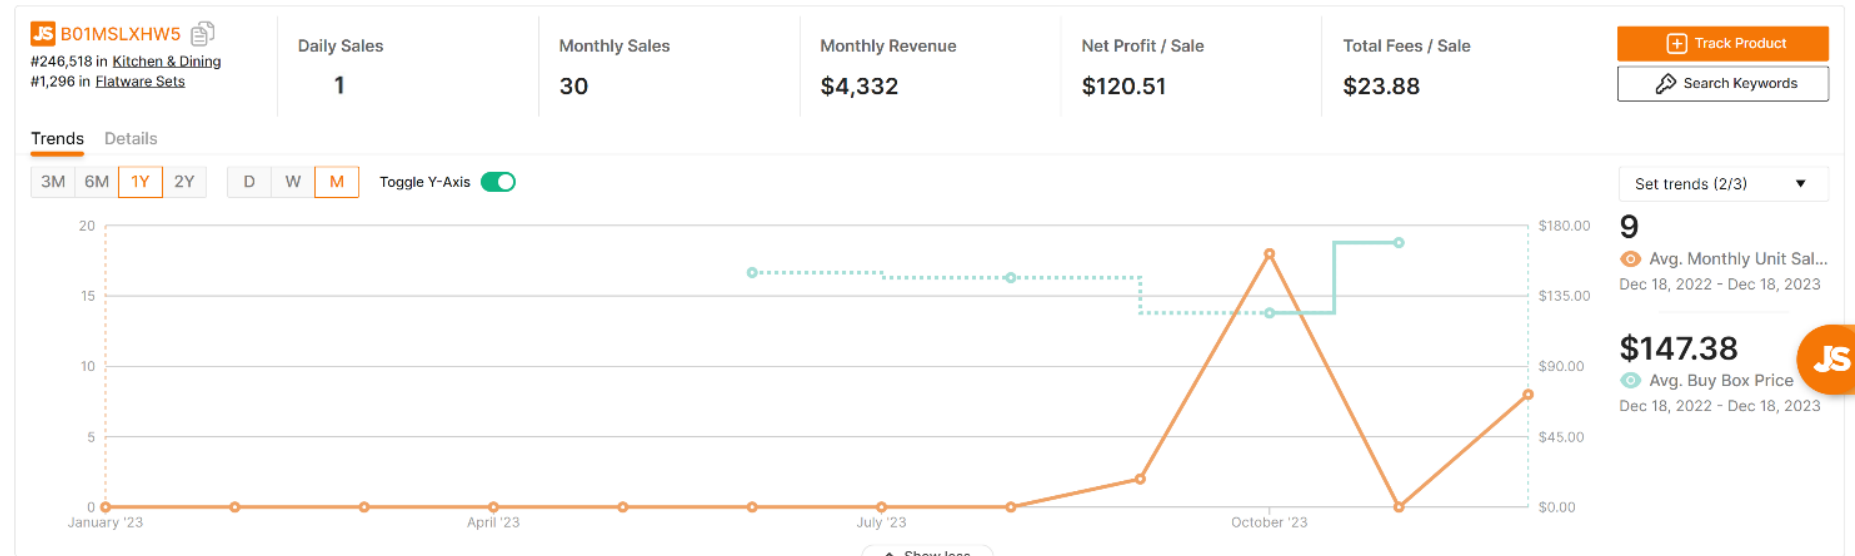 JS B01MSLXHW5
#246,518 in Kitchen & Dining
#1,296 in Flatware Sets
Daily Sales
1
Monthly Sales
30
Monthly Revenue
$4,332
Net Profit / Sale
$120.51
Total Fees / Sale
$23.88
Track Product
Search Keywords
Trends Details
3M 6M 1Y 2Y D W M Toggle Y-Axis
Set trends (2/3)
20
15
10
5
0
$180.00
$135.00
$90.00
$45.00
$0.00
January '23 April '23 July '23 October '23
9
Avg. Monthly Unit Sal...
Dec 18, 2022 - Dec 18, 2023
$147.38
Avg. Buy Box Price
Dec 18, 2022 - Dec 18, 2023
JS
Show less